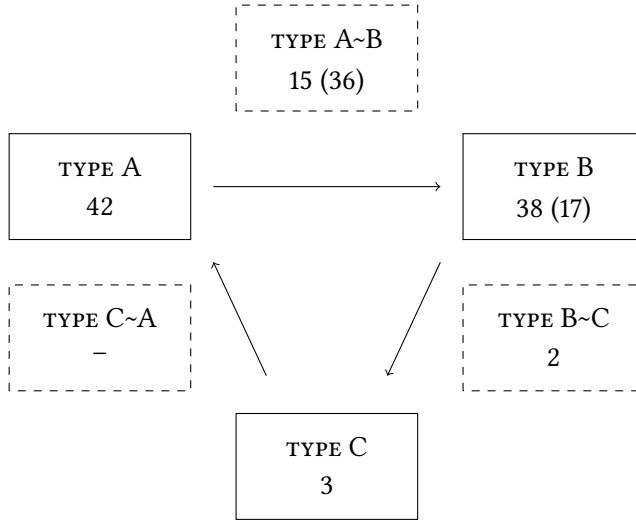 TYPE A~B
15 (36)
TYPE A
42
TYPE B
38 (17)
TYPE C~A
–
TYPE B~C
2
TYPE C
3